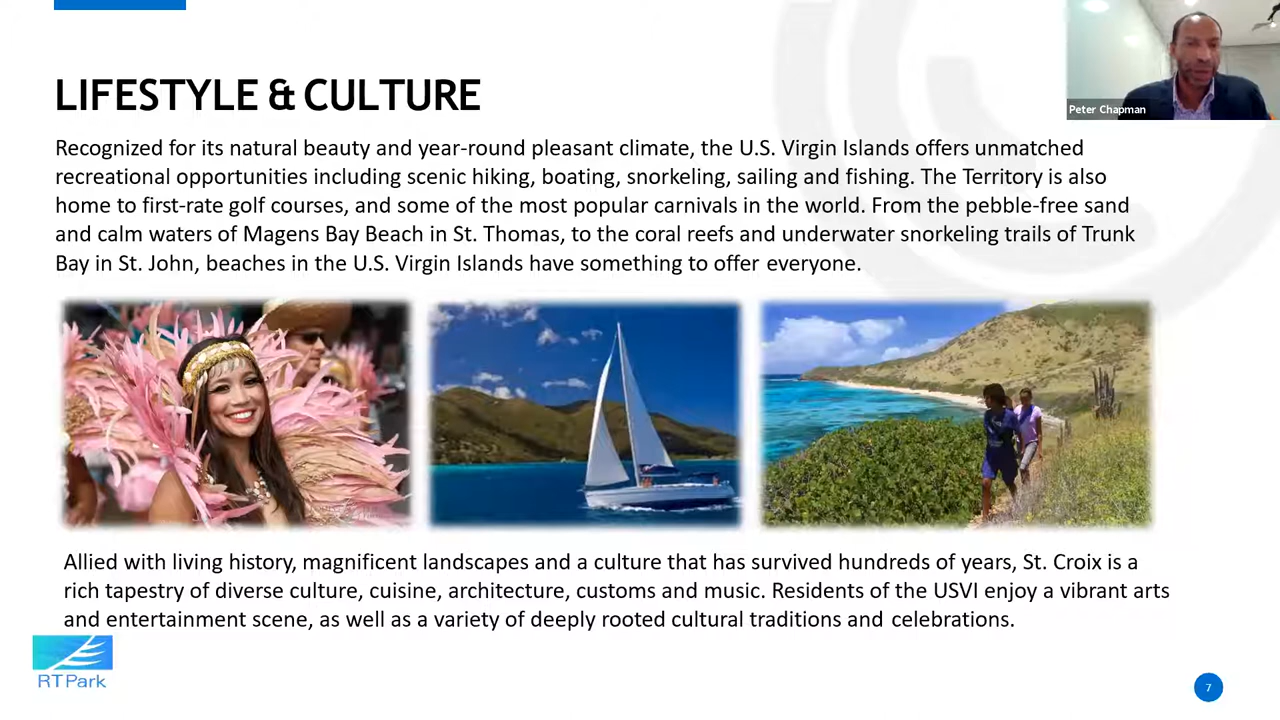 LIFESTYLE & CULTURE
Peter Chapman
Recognized for its natural beauty and year-round pleasant climate, the U.S. Virgin Islands offers unmatched
recreational opportunities including scenic hiking, boating, snorkeling, sailing and fishing. The Territory is also
home to first-rate golf courses, and some of the most popular carnivals in the world. From the pebble-free sand
and calm waters of Magens Bay Beach in St. Thomas, to the coral reefs and underwater snorkeling trails of Trunk
Bay in St. John, beaches in the U.S. Virgin Islands have something to offer everyone.
Allied with living history, magnificent landscapes and a culture that has survived hundreds of years, St. Croix is a
rich tapestry of diverse culture, cuisine, architecture, customs and music. Residents of the USVI enjoy a vibrant arts
and entertainment scene, as well as a variety of deeply rooted cultural traditions and celebrations.
RTPark
7